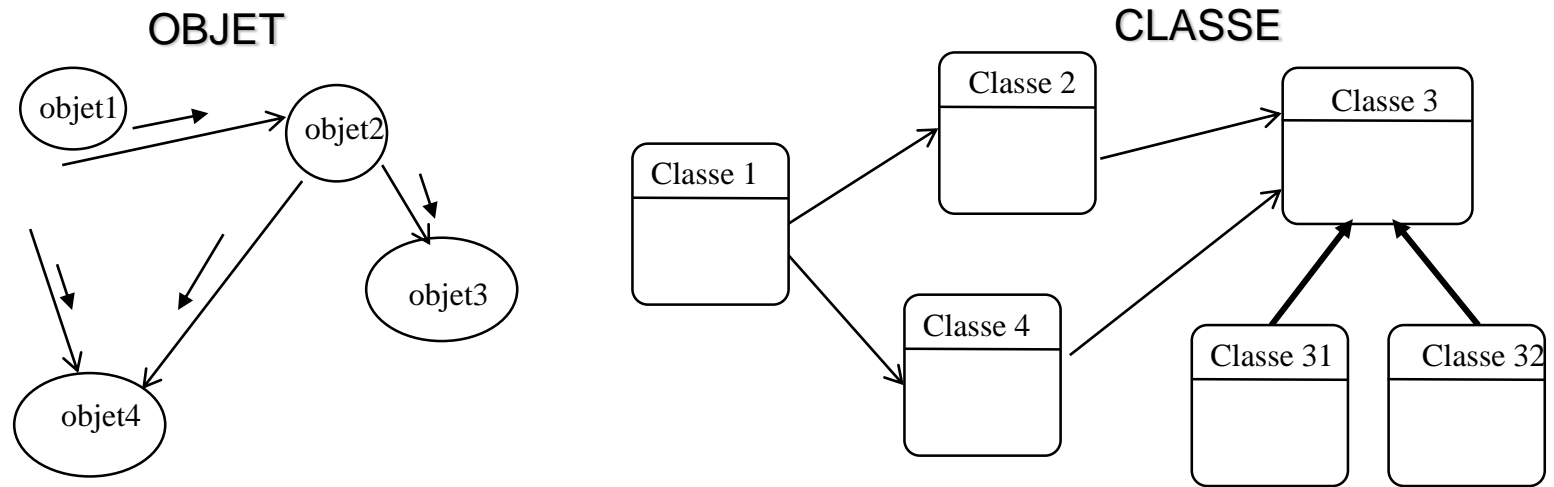 OBJET
objet1
objet2
objet3
objet4
CLASSE
Classe 1
Classe 2
Classe 3
Classe 4
Classe 31
Classe 32